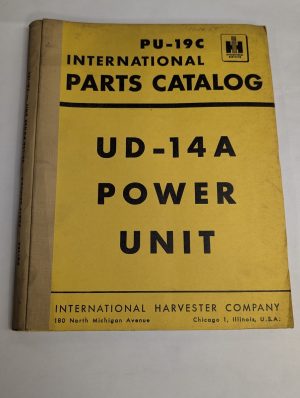 PU-19C
INTERNATIONAL
PARTS CATALOG
UD-14A
POWER
UNIT
INTERNATIONAL HARVESTER COMPANY
180 North Michigan Avenue Chicago 1, Illinois, U.S.A.